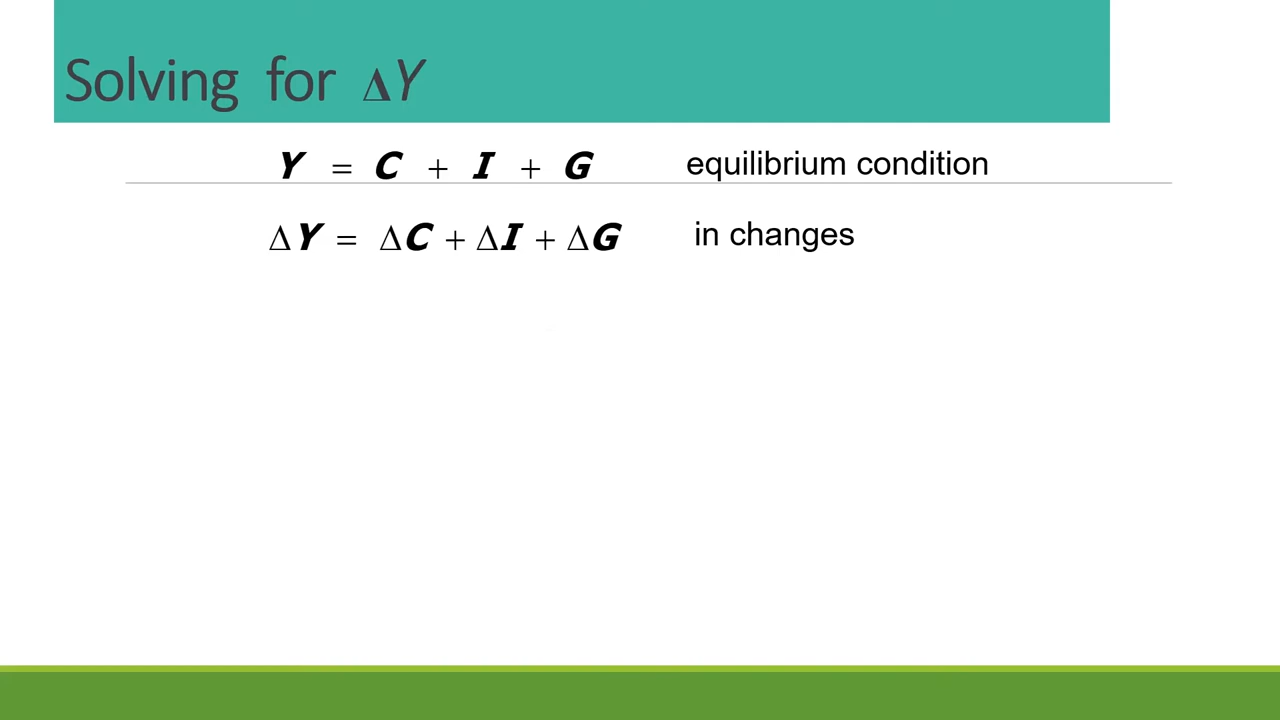 Solving for ΔY
Y = C + I + G equilibrium condition
ΔY = ΔC + ΔI + ΔG in changes